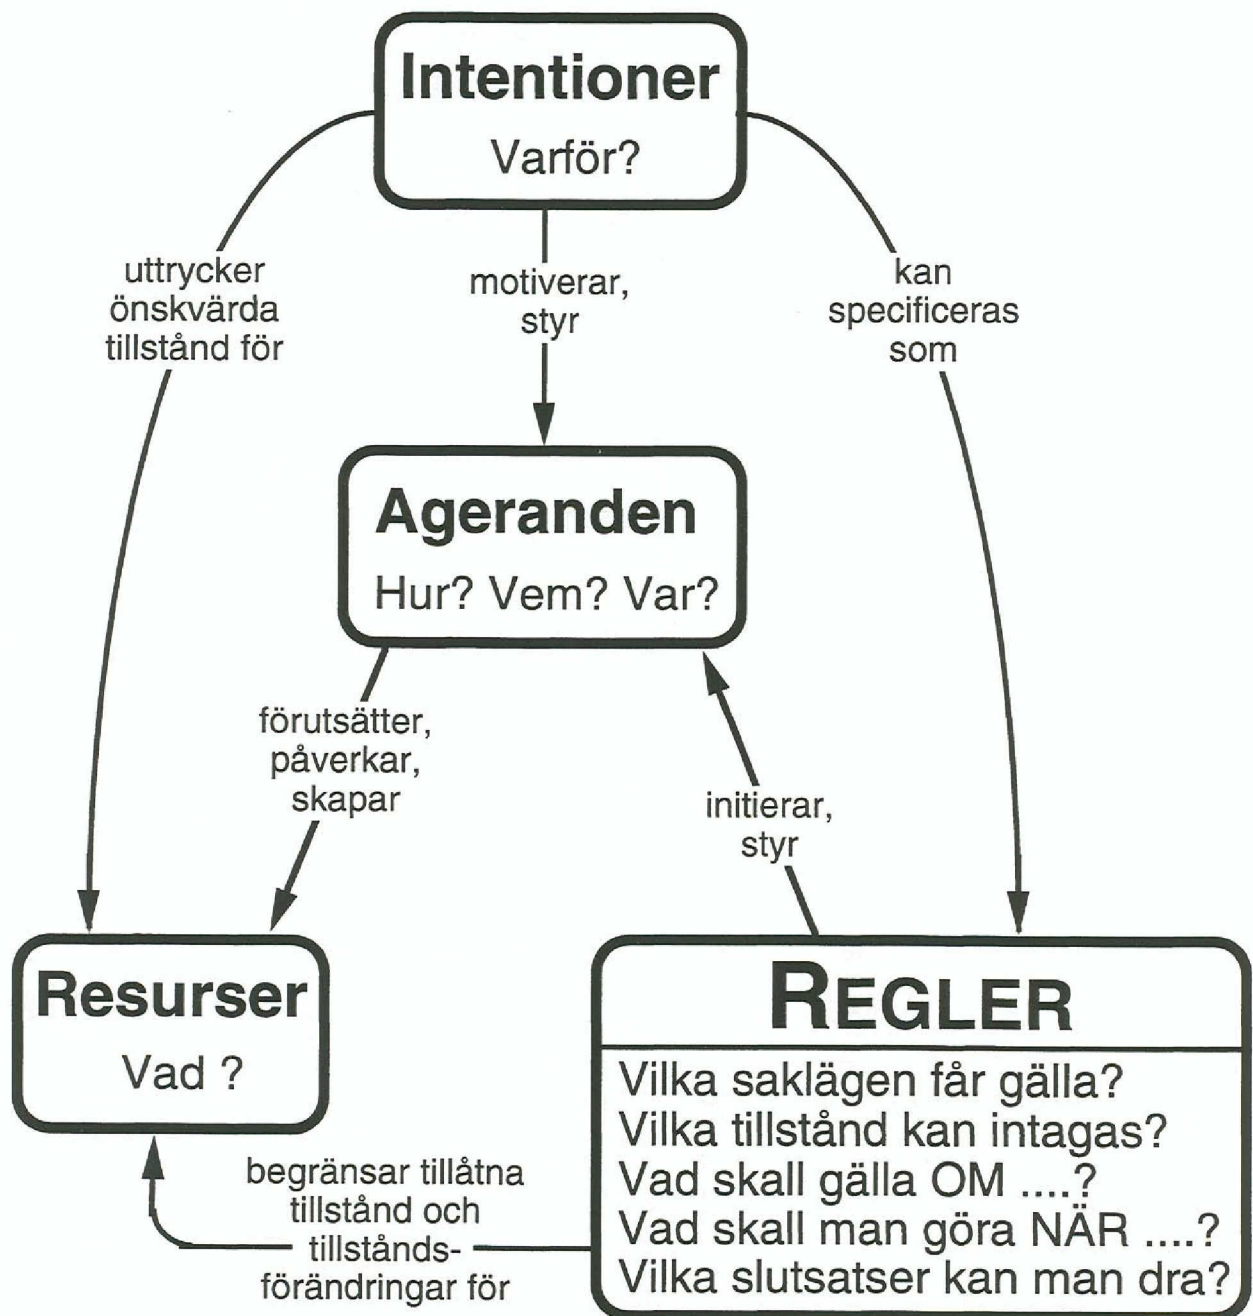 Intentioner
Varför?
uttrycker
önskvärda
tillstånd för
motiverar,
styr
kan
specificeras
som
Ageranden
Hur? Vem? Var?
förutsätter,
påverkar,
skapar
initierar,
styr
Resurser
Vad ?
REGLER
Vilka saklägen får gälla?
Vilka tillstånd kan intagas?
Vad skall gälla OM ....?
Vad skall man göra NÄR ....?
Vilka slutsatser kan man dra?
begränsar tillåtna
tillstånd och
tillstånds-
förändringar för